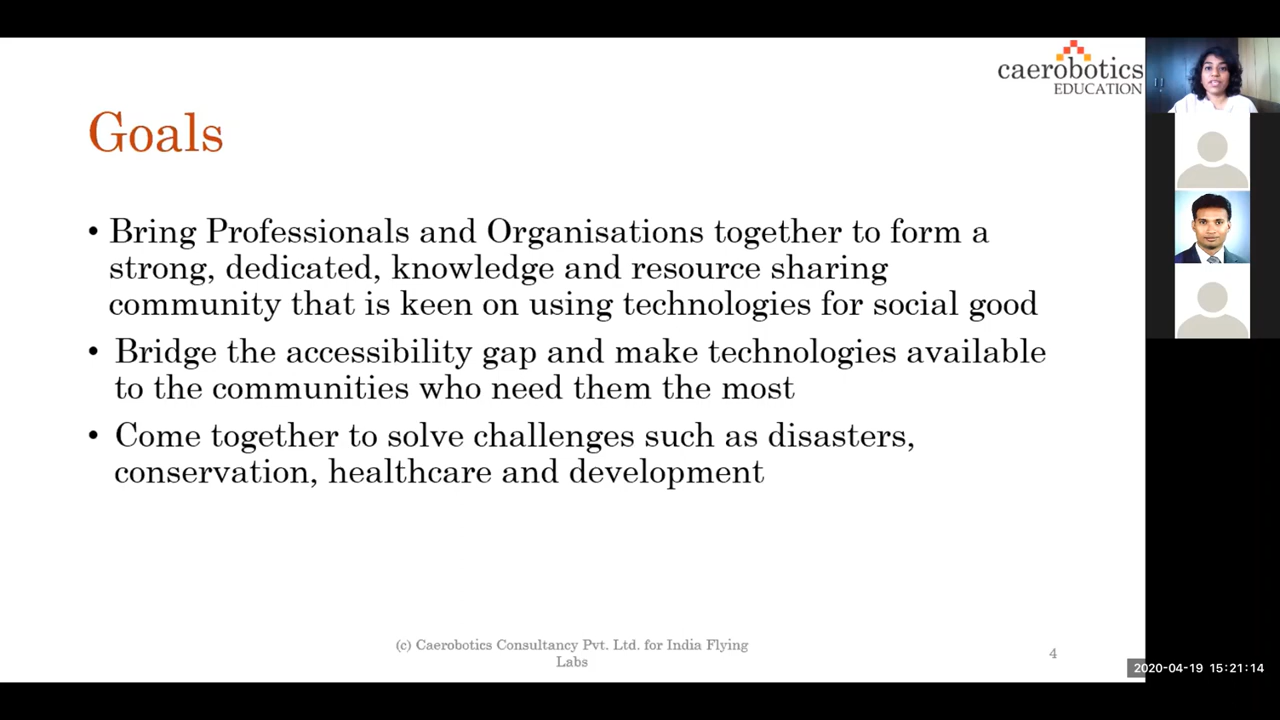 caerobotics
EDUCATION
Goals
• Bring Professionals and Organisations together to form a
strong, dedicated, knowledge and resource sharing
community that is keen on using technologies for social good
• Bridge the accessibility gap and make technologies available
to the communities who need them the most
• Come together to solve challenges such as disasters,
conservation, healthcare and development
(c) Caerobotics Consultancy Pvt. Ltd. for India Flying
Labs
4
2020-04-19 15:21:14